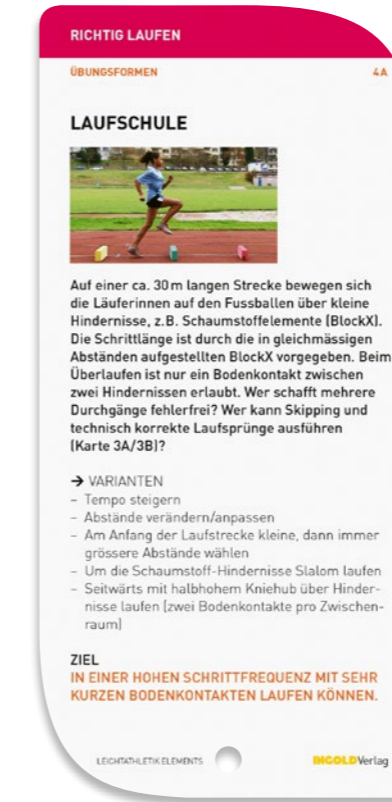 RICHTIG LAUFEN
ÜBUNGSFORMEN 4A
LAUFSCHULE
Auf einer ca. 30 m langen Strecke bewegen sich
die Läuferinnen auf den Fussballen über kleine
Hindernisse, z.B. Schaumstoffelemente (BlockX).
Die Schrittlänge ist durch die in gleichmässigen
Abständen aufgestellten BlockX vorgegeben. Beim
Überlaufen ist nur ein Bodenkontakt zwischen
zwei Hindernissen erlaubt. Wer schafft mehrere
Durchgänge fehlerfrei? Wer kann Skipping und
technisch korrekte Laufsprünge ausführen
(Karte 3A/3B)?
→ VARIANTEN
– Tempo steigern
– Abstände verändern/anpassen
– Am Anfang der Laufstrecke kleine, dann immer
grössere Abstände wählen
– Um die Schaumstoff-Hindernisse Slalom laufen
– Seitwärts mit halbhohem Kniehub über Hinder-
nisse laufen (zwei Bodenkontakte pro Zwischen-
raum)
ZIEL
IN EINER HOHEN SCHRITTFREQUENZ MIT SEHR
KURZEN BODENKONTAKTEN LAUFEN KÖNNEN.
LEICHTATHLETIK ELEMENTS INGOLDVerlag